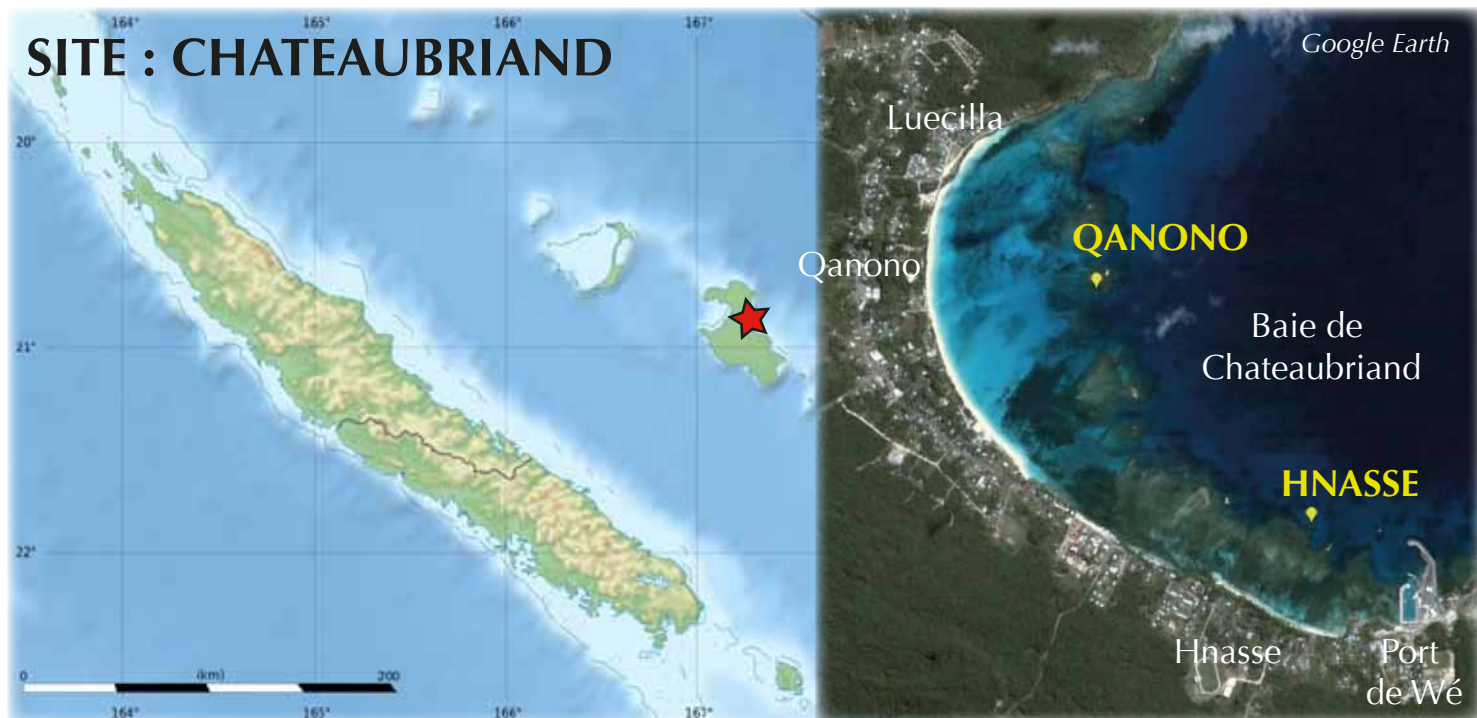 164°
165°
166°
167°
SITE : CHATEAUBRIAND
20°
21°
22°
0
(km)
200
164°
165°
166°
167°
Google Earth
Luecilla
QANONO
Qanono
Baie de
Chateaubriand
HNASSE
Hnasse
Port
de Wé